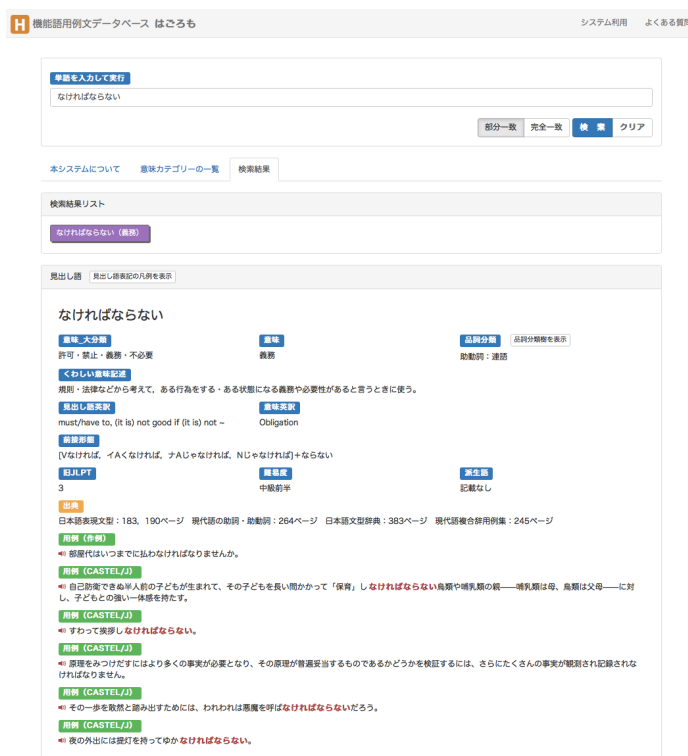 H 機能語用例文データベース はごろも システム利用 よくある質問
単語を入力して実行
なければならない
部分一致 完全一致 検 索 クリア
本システムについて 意味カテゴリーの一覧 検索結果
検索結果リスト
なければならない（義務）
見出し語 見出し語表記の凡例を表示
なければならない
意味_大分類 意味 品詞分類 品詞分類樹を表示
許可・禁止・義務・不必要 義務 助動詞：連語
くわしい意味記述
規則・法律などから考えて，ある行為をする・ある状態になる義務や必要性があると言うときに使う。
見出し語英訳 意味英訳
must/have to, (it is) not good if (it is) not ~ Obligation
前接形態
[Vなければ，イAくなければ，ナAじゃなければ，Nじゃなければ]+ならない
旧JLPT 難易度 派生語
3 中級前半 記載なし
出典
日本語表現文型：183，190ページ 現代語の助詞・助動詞：264ページ 日本語文型辞典：383ページ 現代語複合辞用例集：245ページ
用例（作例）
部屋代はいつまでに払わなければなりませんか。
用例（CASTEL/J）
自己防衛できぬ半人前の子どもが生まれて、その子どもを長い間かかって「保育」しなければならない鳥類や哺乳類の親――哺乳類は母、鳥類は父母――に対
し、子どもとの強い一体感を持たす。
用例（CASTEL/J）
すわって挨拶しなければならない。
用例（CASTEL/J）
原理をみつけだすにはより多くの事実が必要となり、その原理が普遍妥当するものであるかどうかを検証するには、さらにたくさんの事実が観測され記録されな
ければなりません。
用例（CASTEL/J）
その一歩を敢然と踏み出すためには、われわれは悪魔を呼ばなければならないだろう。
用例（CASTEL/J）
夜の外出には提灯を持ってゆかなければならない。